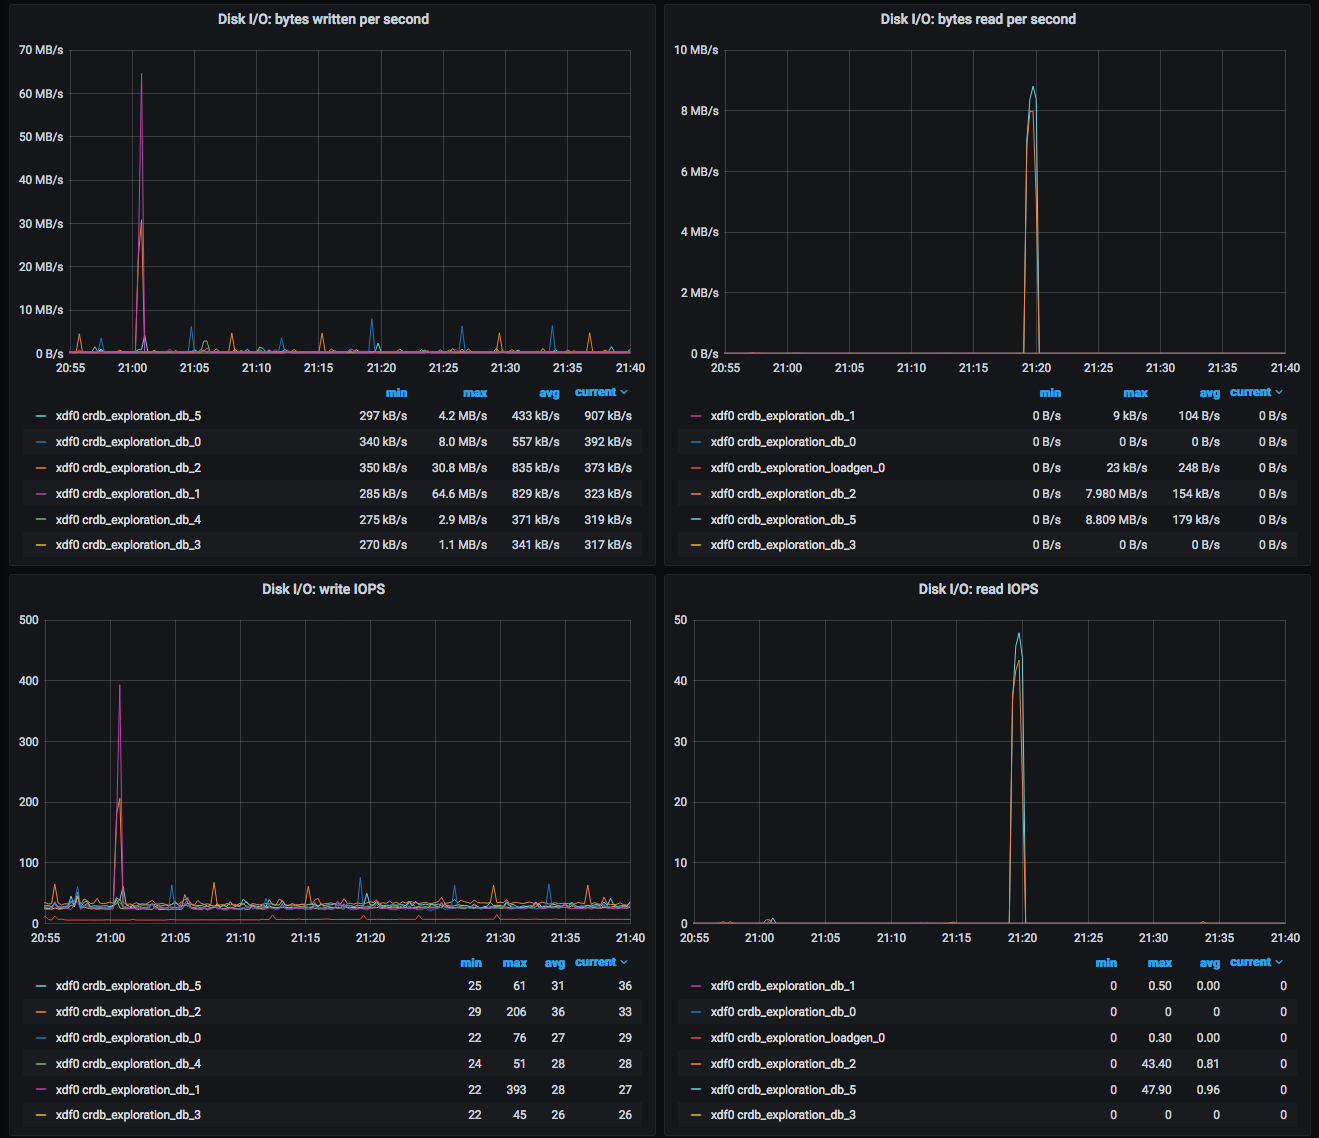 Disk I/O: bytes written per second
70 MB/s
60 MB/s
50 MB/s
40 MB/s
30 MB/s
20 MB/s
10 MB/s
0 B/s
20:55 21:00 21:05 21:10 21:15 21:20 21:25 21:30 21:35 21:40
min max avg current
xdf0 crdb_exploration_db_5 297 kB/s 4.2 MB/s 433 kB/s 907 kB/s
xdf0 crdb_exploration_db_0 340 kB/s 8.0 MB/s 557 kB/s 392 kB/s
xdf0 crdb_exploration_db_2 350 kB/s 30.8 MB/s 835 kB/s 373 kB/s
xdf0 crdb_exploration_db_1 285 kB/s 64.6 MB/s 829 kB/s 323 kB/s
xdf0 crdb_exploration_db_4 275 kB/s 2.9 MB/s 371 kB/s 319 kB/s
xdf0 crdb_exploration_db_3 270 kB/s 1.1 MB/s 341 kB/s 317 kB/s
Disk I/O: bytes read per second
10 MB/s
8 MB/s
6 MB/s
4 MB/s
2 MB/s
0 B/s
20:55 21:00 21:05 21:10 21:15 21:20 21:25 21:30 21:35 21:40
min max avg current
xdf0 crdb_exploration_db_1 0 B/s 9 kB/s 104 B/s 0 B/s
xdf0 crdb_exploration_db_0 0 B/s 0 B/s 0 B/s 0 B/s
xdf0 crdb_exploration_loadgen_0 0 B/s 23 kB/s 248 B/s 0 B/s
xdf0 crdb_exploration_db_2 0 B/s 7.980 MB/s 154 kB/s 0 B/s
xdf0 crdb_exploration_db_5 0 B/s 8.809 MB/s 179 kB/s 0 B/s
xdf0 crdb_exploration_db_3 0 B/s 0 B/s 0 B/s 0 B/s
Disk I/O: write IOPS
500
400
300
200
100
0
20:55 21:00 21:05 21:10 21:15 21:20 21:25 21:30 21:35 21:40
min max avg current
xdf0 crdb_exploration_db_5 25 61 31 36
xdf0 crdb_exploration_db_2 29 206 36 33
xdf0 crdb_exploration_db_0 22 76 27 29
xdf0 crdb_exploration_db_4 24 51 28 28
xdf0 crdb_exploration_db_1 22 393 28 27
xdf0 crdb_exploration_db_3 22 45 26 26
Disk I/O: read IOPS
50
40
30
20
10
0
20:55 21:00 21:05 21:10 21:15 21:20 21:25 21:30 21:35 21:40
min max avg current
xdf0 crdb_exploration_db_1 0 0.50 0.00 0
xdf0 crdb_exploration_db_0 0 0 0 0
xdf0 crdb_exploration_loadgen_0 0 0.30 0.00 0
xdf0 crdb_exploration_db_2 0 43.40 0.81 0
xdf0 crdb_exploration_db_5 0 47.90 0.96 0
xdf0 crdb_exploration_db_3 0 0 0 0